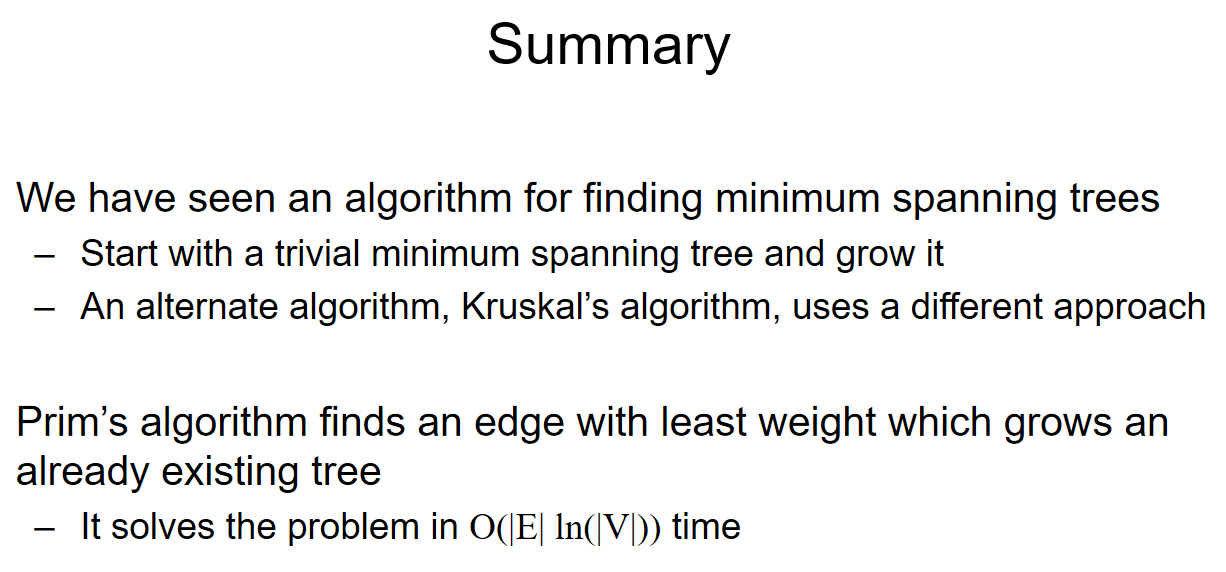 Summary
We have seen an algorithm for finding minimum spanning trees
– Start with a trivial minimum spanning tree and grow it
– An alternate algorithm, Kruskal’s algorithm, uses a different approach
Prim’s algorithm finds an edge with least weight which grows an
already existing tree
– It solves the problem in O(|E| ln(|V|)) time